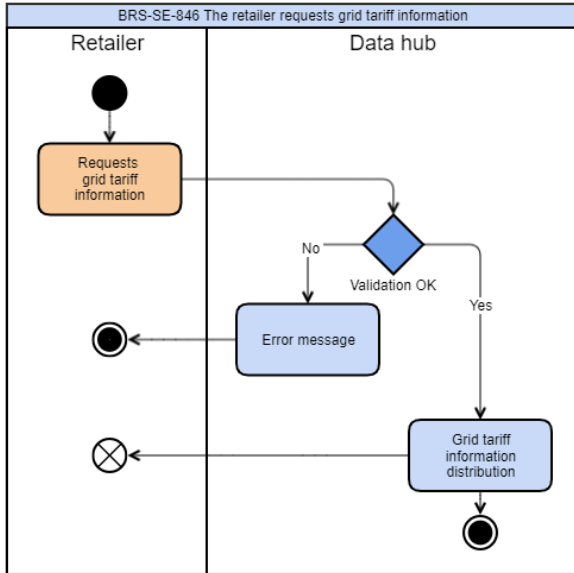 BRS-SE-846 The retailer requests grid tariff information
Retailer
Data hub
Requests
grid tariff
information
No
Validation OK
Yes
Error message
Grid tariff
information
distribution